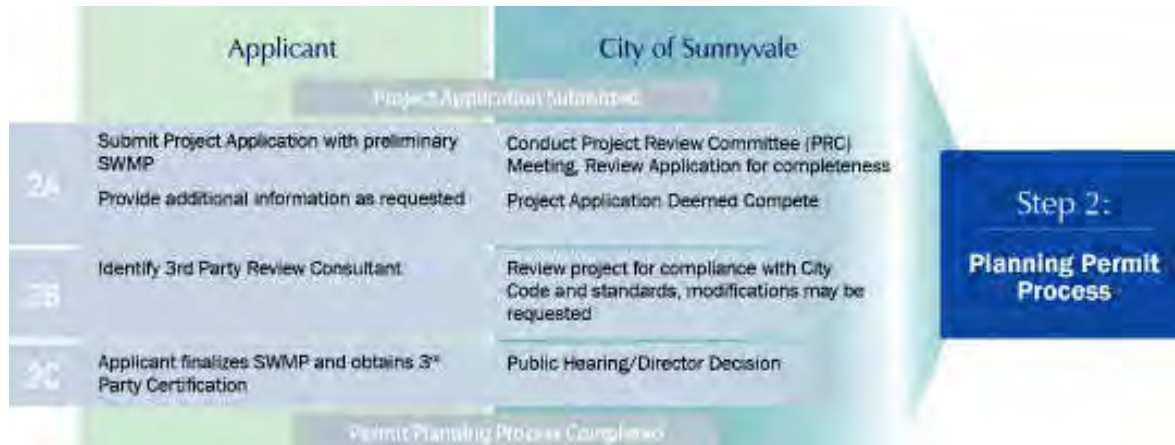 Applicant
City of Sunnyvale
Project Application Submitted
2A
Submit Project Application with preliminary
SWMP
Provide additional information as requested
Conduct Project Review Committee (PRC)
Meeting, Review Application for completeness
Project Application Deemed Compete
2B
Identify 3rd Party Review Consultant
Review project for compliance with City
Code and standards, modifications may be
requested
2C
Applicant finalizes SWMP and obtains 3rd
Party Certification
Public Hearing/Director Decision
Permit Planning Process Completed
Step 2:
Planning Permit
Process